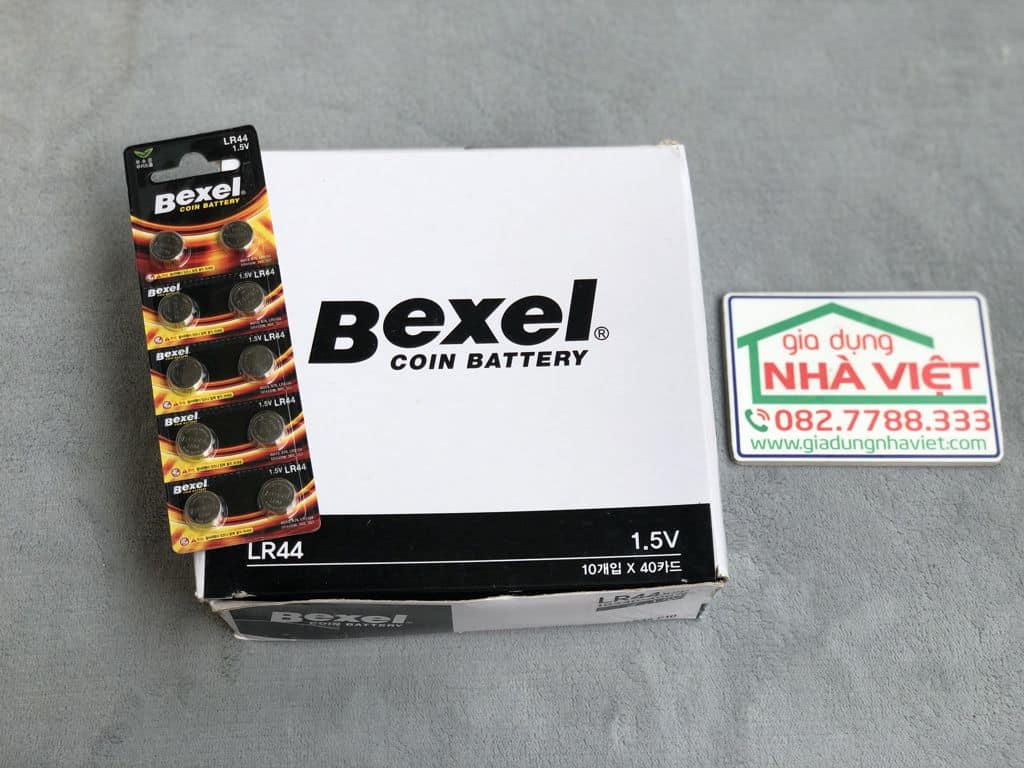 LR44
1.5V
Bexel®
COIN BATTERY
1.5V LR44
Bexel
1.5V LR44
Bexel
1.5V LR44
Bexel
1.5V LR44
Bexel
Bexel®
COIN BATTERY
LR44
1.5V
10개입 X 40카드
Bexel®
COIN BATTERY
LR44
gia dụng
NHÀ VIỆT
082.7788.333
www.giadungnhaviet.com